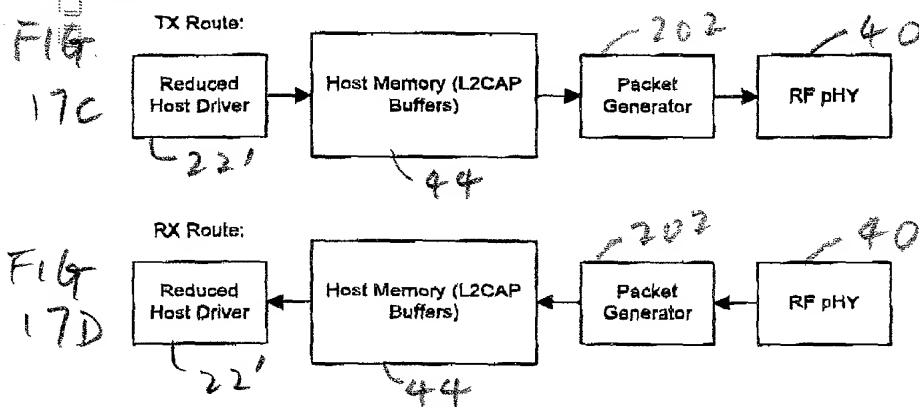 TX Route:
FIG.
17C
Reduced
Host Driver
Host Memory (L2CAP
Buffers)
Packet
Generator
RF pHY
202
40
22'
44
RX Route:
FIG
17D
Reduced
Host Driver
Host Memory (L2CAP
Buffers)
Packet
Generator
RF pHY
202
40
22'
44